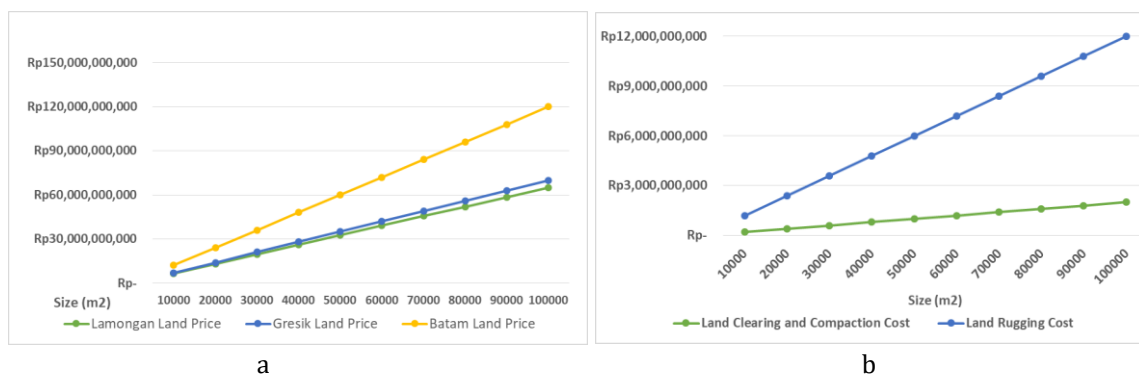 Rp150,000,000,000
Rp120,000,000,000
Rp90,000,000,000
Rp60,000,000,000
Rp30,000,000,000
Rp-
10000 20000 30000 40000 50000 60000 70000 80000 90000 100000
Size (m2)
Lamongan Land Price Gresik Land Price Batam Land Price
a
Rp12,000,000,000
Rp9,000,000,000
Rp6,000,000,000
Rp3,000,000,000
Rp-
10000 20000 30000 40000 50000 60000 70000 80000 90000 100000
Size (m2)
Land Clearing and Compaction Cost Land Rugging Cost
b